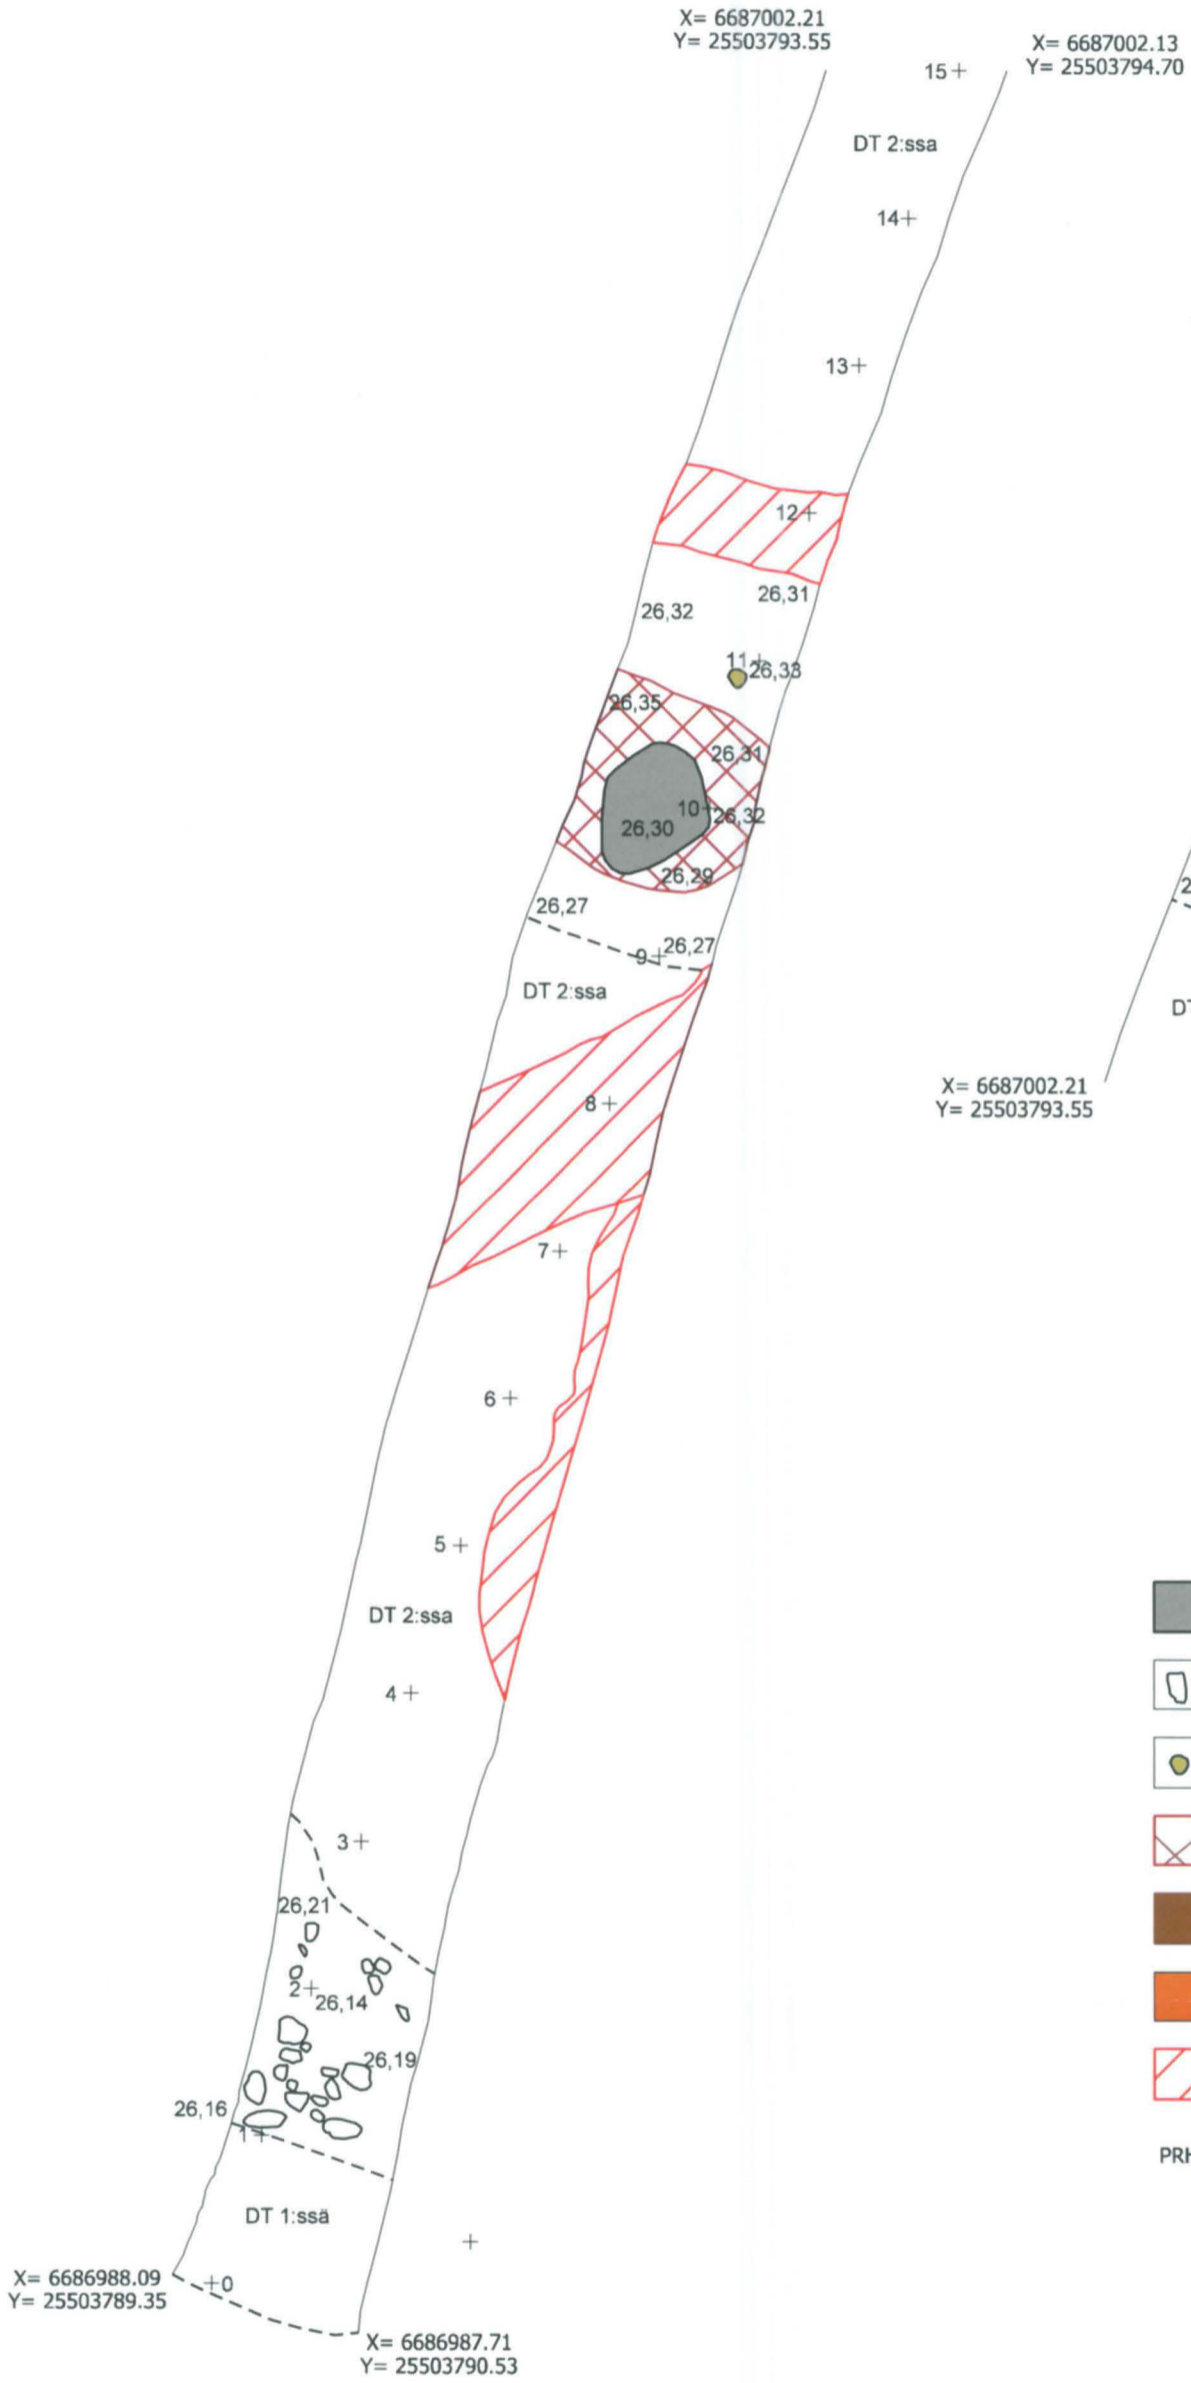 X= 6687002.21
Y= 25503793.55
X= 6687002.13
Y= 25503794.70
15
DT 2:ssa
14
13
12
26,31
26,32
11
26,33
26,35
26,31
10
26,32
26,30
26,29
26,27
26,27
9
DT 2:ssa
8
X= 6687002.21
Y= 25503793.55
7
6
5
DT 2:ssa
4
3
26,21
2
26,14
26,19
26,16
1
DT 1:ssä
0
X= 6686988.09
Y= 25503789.35
X= 6686987.71
Y= 25503790.53